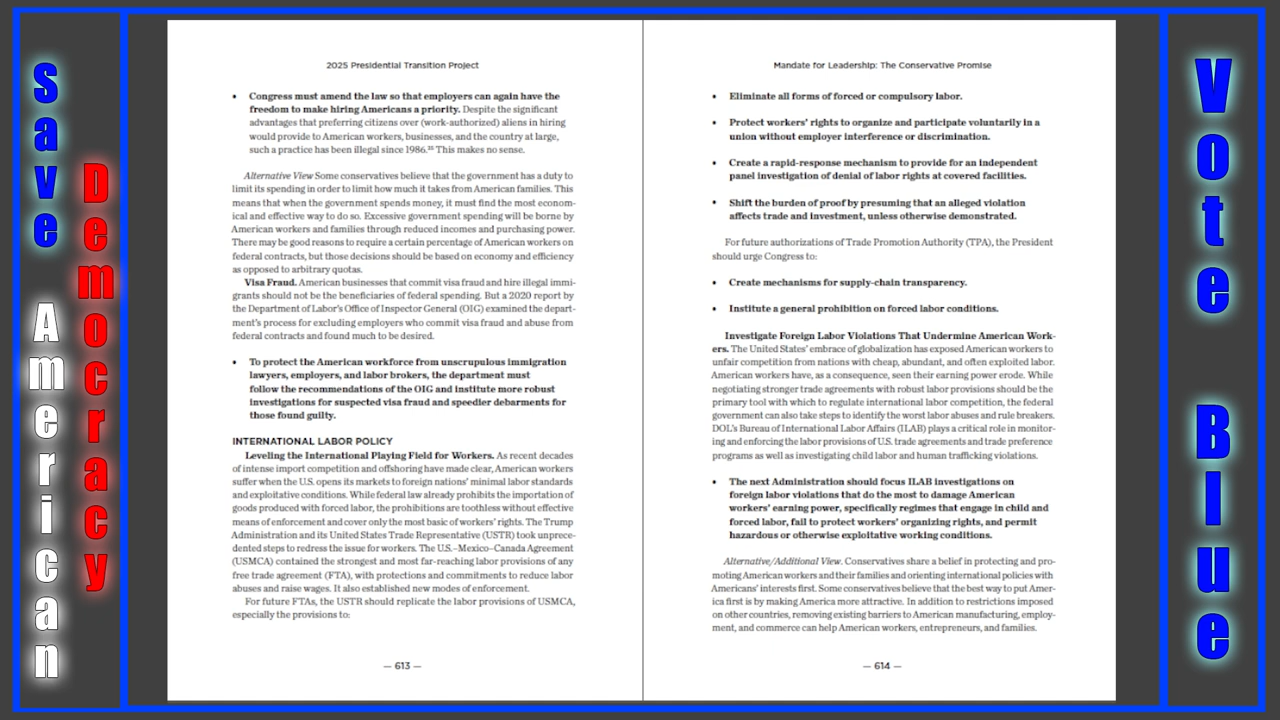 Save American
Democracy
2025 Presidential Transition Project
• Congress must amend the law so that employers can again have the
freedom to make hiring Americans a priority. Despite the significant
advantages that preferring citizens over (work-authorized) aliens in hiring
would provide to American workers, businesses, and the country at large,
such a practice has been illegal since 1986.³⁸ This makes no sense.
Alternative View Some conservatives believe that the government has a duty to
limit its spending in order to limit how much it takes from American families. This
means that when the government spends money, it must find the most econom-
ical and effective way to do so. Excessive government spending will be borne by
American workers and families through reduced incomes and purchasing power.
There may be good reasons to require a certain percentage of American workers on
federal contracts, but those decisions should be based on economy and efficiency
as opposed to arbitrary quotas.
Visa Fraud. American businesses that commit visa fraud and hire illegal immi-
grants should not be the beneficiaries of federal spending. But a 2020 report by
the Department of Labor's Office of Inspector General (OIG) examined the depart-
ment's process for excluding employers who commit visa fraud and abuse from
federal contracts and found much to be desired.
• To protect the American workforce from unscrupulous immigration
lawyers, employers, and labor brokers, the department must
follow the recommendations of the OIG and institute more robust
investigations for suspected visa fraud and speedier debarments for
those found guilty.
INTERNATIONAL LABOR POLICY
Leveling the International Playing Field for Workers. As recent decades
of intense import competition and offshoring have made clear, American workers
suffer when the U.S. opens its markets to foreign nations' minimal labor standards
and exploitative conditions. While federal law already prohibits the importation of
goods produced with forced labor, the prohibitions are toothless without effective
means of enforcement and cover only the most basic of workers' rights. The Trump
Administration and its United States Trade Representative (USTR) took unprece-
dented steps to redress the issue for workers. The U.S.–Mexico–Canada Agreement
(USMCA) contained the strongest and most far-reaching labor provisions of any
free trade agreement (FTA), with protections and commitments to reduce labor
abuses and raise wages. It also established new modes of enforcement.
For future FTAs, the USTR should replicate the labor provisions of USMCA,
especially the provisions to:
— 613 —
Mandate for Leadership: The Conservative Promise
• Eliminate all forms of forced or compulsory labor.
• Protect workers' rights to organize and participate voluntarily in a
union without employer interference or discrimination.
• Create a rapid-response mechanism to provide for an independent
panel investigation of denial of labor rights at covered facilities.
• Shift the burden of proof by presuming that an alleged violation
affects trade and investment, unless otherwise demonstrated.
For future authorizations of Trade Promotion Authority (TPA), the President
should urge Congress to:
• Create mechanisms for supply-chain transparency.
• Institute a general prohibition on forced labor conditions.
Investigate Foreign Labor Violations That Undermine American Work-
ers. The United States' embrace of globalization has exposed American workers to
unfair competition from nations with cheap, abundant, and often exploited labor.
American workers have, as a consequence, seen their earning power erode. While
negotiating stronger trade agreements with robust labor provisions should be the
primary tool with which to regulate international labor competition, the federal
government can also take steps to identify the worst labor abuses and rule breakers.
DOL's Bureau of International Labor Affairs (ILAB) plays a critical role in monitor-
ing and enforcing the labor provisions of U.S. trade agreements and trade preference
programs as well as investigating child labor and human trafficking violations.
• The next Administration should focus ILAB investigations on
foreign labor violations that do the most to damage American
workers' earning power, specifically regimes that engage in child and
forced labor, fail to protect workers' organizing rights, and permit
hazardous or otherwise exploitative working conditions.
Alternative/Additional View. Conservatives share a belief in protecting and pro-
moting American workers and their families and orienting international policies with
Americans' interests first. Some conservatives believe that the best way to put Amer-
ica first is by making America more attractive. In addition to restrictions imposed
on other countries, removing existing barriers to American manufacturing, employ-
ment, and commerce can help American workers, entrepreneurs, and families.
— 614 —
Vote Blue